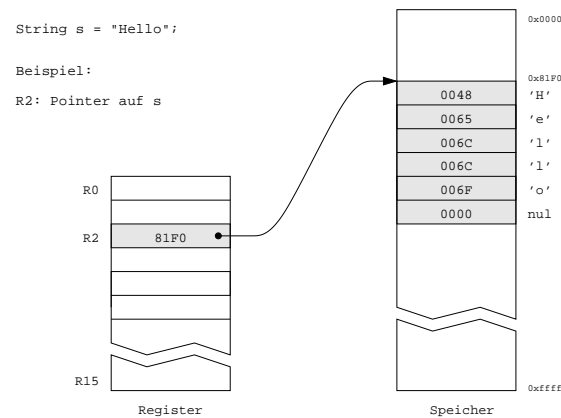 String s = "Hello";
Beispiel:
R2: Pointer auf s
0x0000
0x81F0
0048 'H'
0065 'e'
006C 'l'
006C 'l'
006F 'o'
0000 nul
R0
R2 81F0
R15
0xffff
Register
Speicher